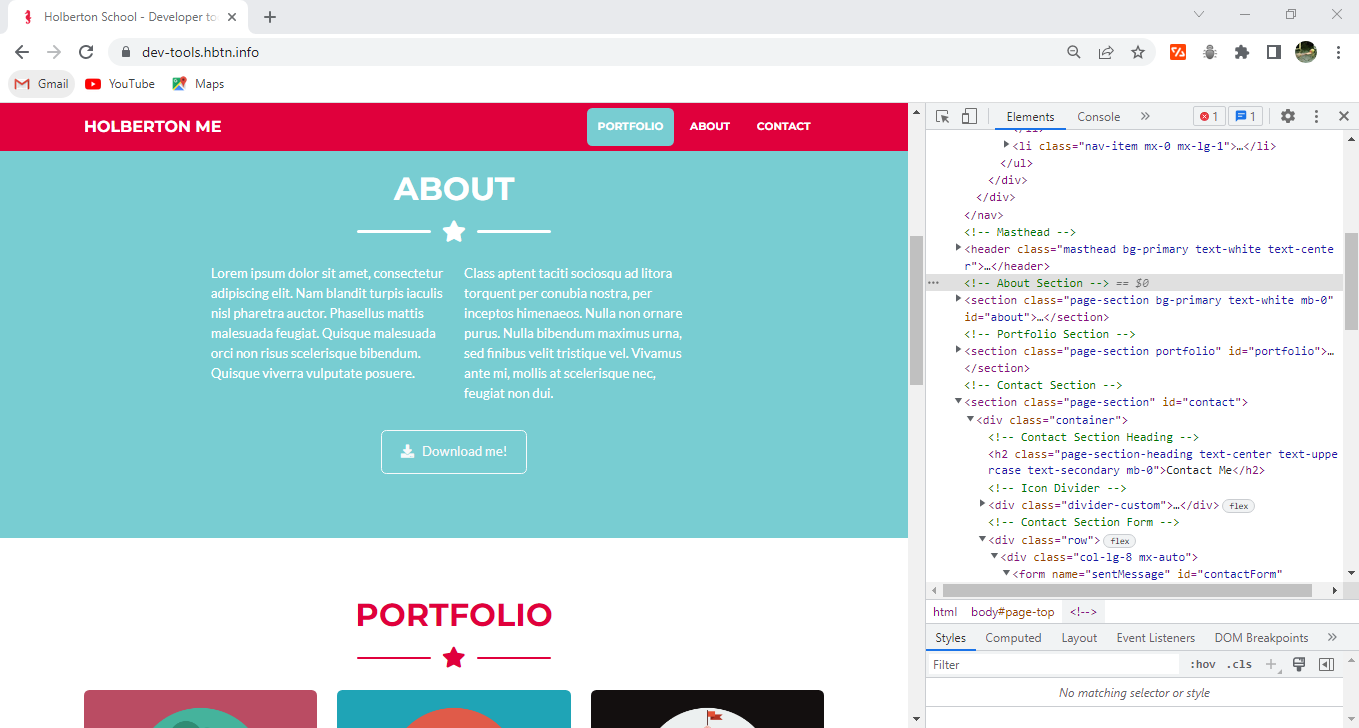 Holberton School - Developer to
dev-tools.hbtn.info
Gmail YouTube Maps
HOLBERTON ME
PORTFOLIO ABOUT CONTACT
ABOUT
Lorem ipsum dolor sit amet, consectetur
adipiscing elit. Nam blandit turpis iaculis
nisl pharetra auctor. Phasellus mattis
malesuada feugiat. Quisque malesuada
orci non risus scelerisque bibendum.
Quisque viverra vulputate posuere.
Class aptent taciti sociosqu ad litora
torquent per conubia nostra, per
inceptos himenaeos. Nulla non ornare
purus. Nulla bibendum maximus urna,
sed finibus velit tristique vel. Vivamus
ante mi, mollis at scelerisque nec,
feugiat non dui.
Download me!
PORTFOLIO
Elements Console » 1 1
</li>
<li class="nav-item mx-0 mx-lg-1">…</li>
</ul>
</div>
</div>
</nav>
<!-- Masthead -->
<header class="masthead bg-primary text-white text-cente
r">…</header>
<!-- About Section --> == $0
<section class="page-section bg-primary text-white mb-0"
id="about">…</section>
<!-- Portfolio Section -->
<section class="page-section portfolio" id="portfolio">…
</section>
<!-- Contact Section -->
<section class="page-section" id="contact">
<div class="container">
<!-- Contact Section Heading -->
<h2 class="page-section-heading text-center text-uppe
rcase text-secondary mb-0">Contact Me</h2>
<!-- Icon Divider -->
<div class="divider-custom">…</div> flex
<!-- Contact Section Form -->
<div class="row"> flex
<div class="col-lg-8 mx-auto">
<form name="sentMessage" id="contactForm"
html body#page-top <!-->
Styles Computed Layout Event Listeners DOM Breakpoints »
Filter :hov .cls
No matching selector or style